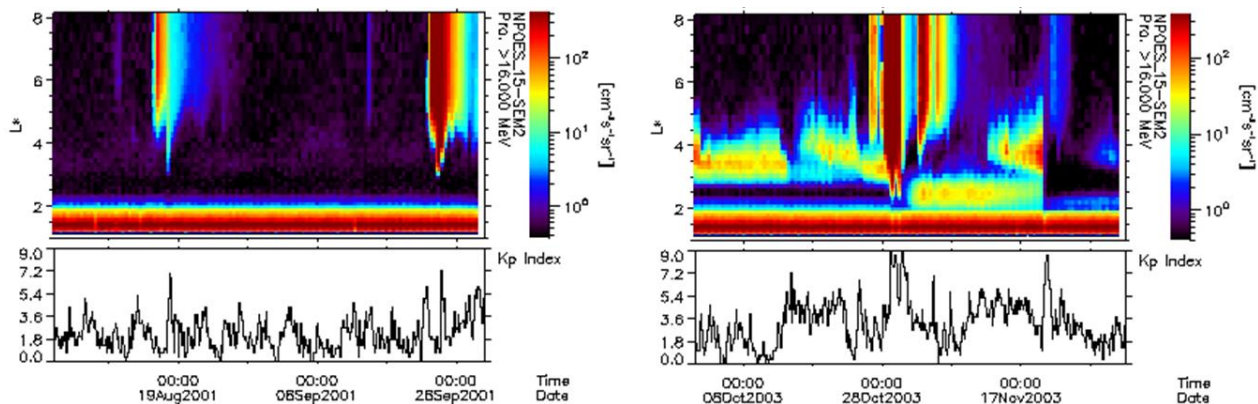 8
6
4
2
L*
NPOES_15-SEM2
Pro. >16.000 MeV
10²
10¹
10⁰
[cm⁻²s⁻¹sr⁻¹]
9.0
7.2
5.4
3.6
1.8
0.0
Kp Index
00:00 00:00 00:00 Time
19Aug2001 06Sep2001 26Sep2001 Date
8
6
4
2
L*
NPOES_15-SEM2
Pro. >16.000 MeV
10²
10¹
10⁰
[cm⁻²s⁻¹sr⁻¹]
9.0
7.2
5.4
3.6
1.8
0.0
Kp Index
00:00 00:00 00:00 Time
08Oct2003 28Oct2003 17Nov2003 Date